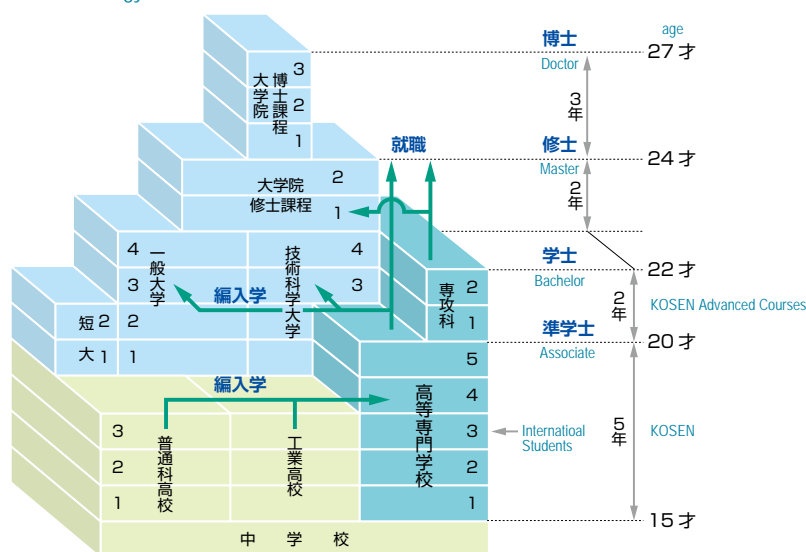 gy
age
博士
Doctor
27才
3
2
1
博士課程
大学院
3年
就職
修士
Master
24才
大学院
修士課程
2
1
2年
学士
Bachelor
22才
4
3
2
1
一般大学
4
3
技術科学大学
編入学
専攻科
2
1
2年
KOSEN Advanced Courses
短2
大1
準学士
Associate
20才
編入学
5
4
3
2
1
高等専門学校
International Students
5年
KOSEN
3
2
1
普通科高校
工業高校
15才
中学校